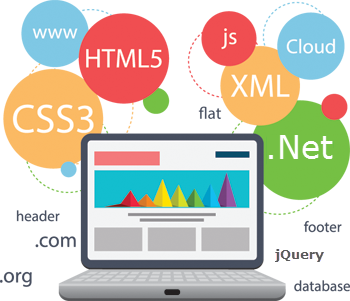 www
HTML5
CSS3
js
Cloud
XML
flat
.Net
header
.com
.org
footer
jQuery
database